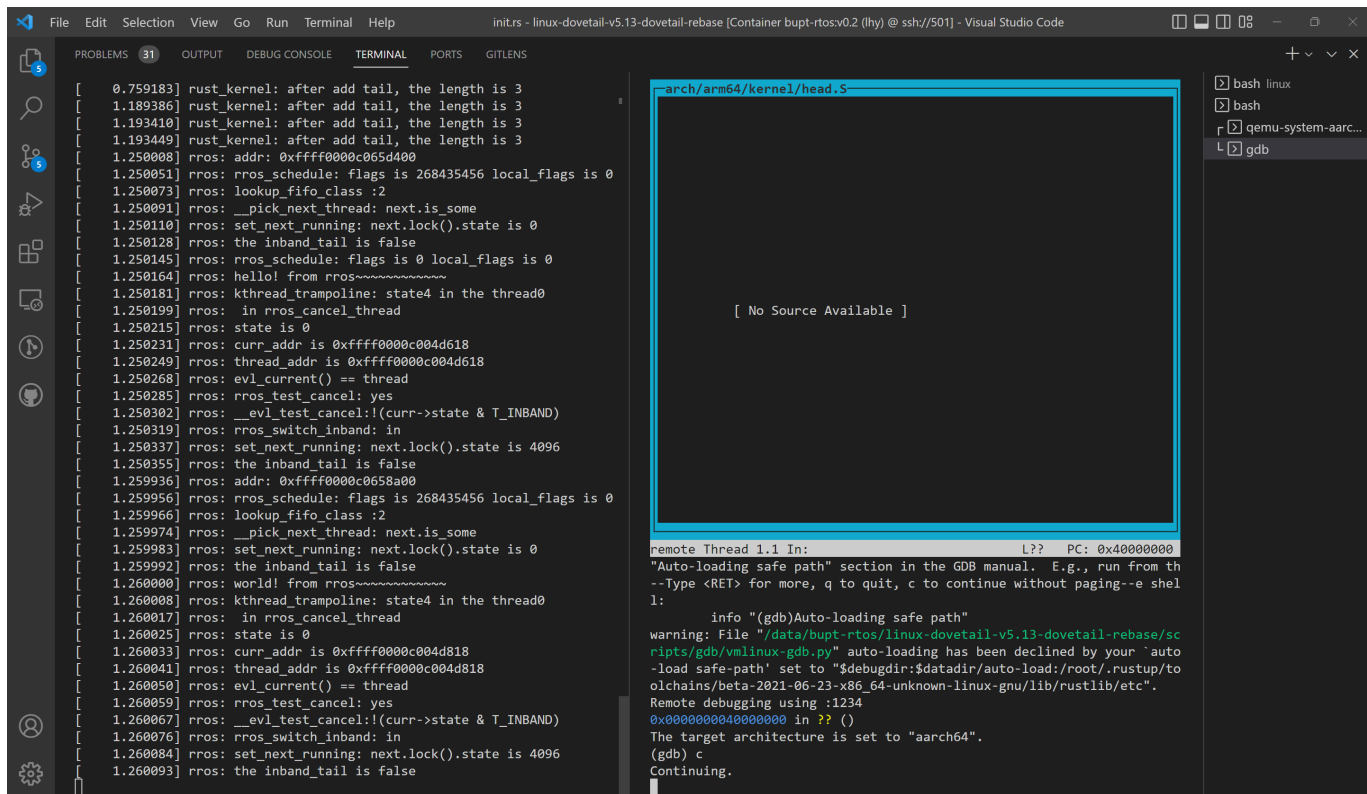 File Edit Selection View Go Run Terminal Help
init.rs - linux-dovetail-v5.13-dovetail-rebase [Container bupt-rtos:v0.2 (lhy) @ ssh://501] - Visual Studio Code
PROBLEMS 31 OUTPUT DEBUG CONSOLE TERMINAL PORTS GITLENS
5
5
[    0.759183] rust_kernel: after add tail, the length is 3
[    1.189386] rust_kernel: after add tail, the length is 3
[    1.193410] rust_kernel: after add tail, the length is 3
[    1.193449] rust_kernel: after add tail, the length is 3
[    1.250008] rros: addr: 0xffff0000c065d400
[    1.250051] rros: rros_schedule: flags is 268435456 local_flags is 0
[    1.250073] rros: lookup_fifo_class :2
[    1.250091] rros: __pick_next_thread: next.is_some
[    1.250110] rros: set_next_running: next.lock().state is 0
[    1.250128] rros: the inband_tail is false
[    1.250145] rros: rros_schedule: flags is 0 local_flags is 0
[    1.250164] rros: hello! from rros~~~~~~~~~~~~
[    1.250181] rros: kthread_trampoline: state4 in the thread0
[    1.250199] rros:  in rros_cancel_thread
[    1.250215] rros: state is 0
[    1.250231] rros: curr_addr is 0xffff0000c004d618
[    1.250249] rros: thread_addr is 0xffff0000c004d618
[    1.250268] rros: evl_current() == thread
[    1.250285] rros: rros_test_cancel: yes
[    1.250302] rros: __evl_test_cancel:!(curr->state & T_INBAND)
[    1.250319] rros: rros_switch_inband: in
[    1.250337] rros: set_next_running: next.lock().state is 4096
[    1.250355] rros: the inband_tail is false
[    1.259936] rros: addr: 0xffff0000c0658a00
[    1.259956] rros: rros_schedule: flags is 268435456 local_flags is 0
[    1.259966] rros: lookup_fifo_class :2
[    1.259974] rros: __pick_next_thread: next.is_some
[    1.259983] rros: set_next_running: next.lock().state is 0
[    1.259992] rros: the inband_tail is false
[    1.260000] rros: world! from rros~~~~~~~~~~~~
[    1.260008] rros: kthread_trampoline: state4 in the thread0
[    1.260017] rros:  in rros_cancel_thread
[    1.260025] rros: state is 0
[    1.260033] rros: curr_addr is 0xffff0000c004d818
[    1.260041] rros: thread_addr is 0xffff0000c004d818
[    1.260050] rros: evl_current() == thread
[    1.260059] rros: rros_test_cancel: yes
[    1.260067] rros: __evl_test_cancel:!(curr->state & T_INBAND)
[    1.260076] rros: rros_switch_inband: in
[    1.260084] rros: set_next_running: next.lock().state is 4096
[    1.260093] rros: the inband_tail is false
arch/arm64/kernel/head.S
[ No Source Available ]
remote Thread 1.1 In: L?? PC: 0x40000000
"Auto-loading safe path" section in the GDB manual.  E.g., run from th
--Type <RET> for more, q to quit, c to continue without paging--e shel
l:
info "(gdb)Auto-loading safe path"
warning: File "/data/bupt-rtos/linux-dovetail-v5.13-dovetail-rebase/sc
ripts/gdb/vmlinux-gdb.py" auto-loading has been declined by your `auto
-load safe-path' set to "$debugdir:$datadir/auto-load:/root/.rustup/to
olchains/beta-2021-06-23-x86_64-unknown-linux-gnu/lib/rustlib/etc".
Remote debugging using :1234
0x0000000040000000 in ?? ()
The target architecture is set to "aarch64".
(gdb) c
Continuing.
bash linux
bash
qemu-system-aarc...
gdb